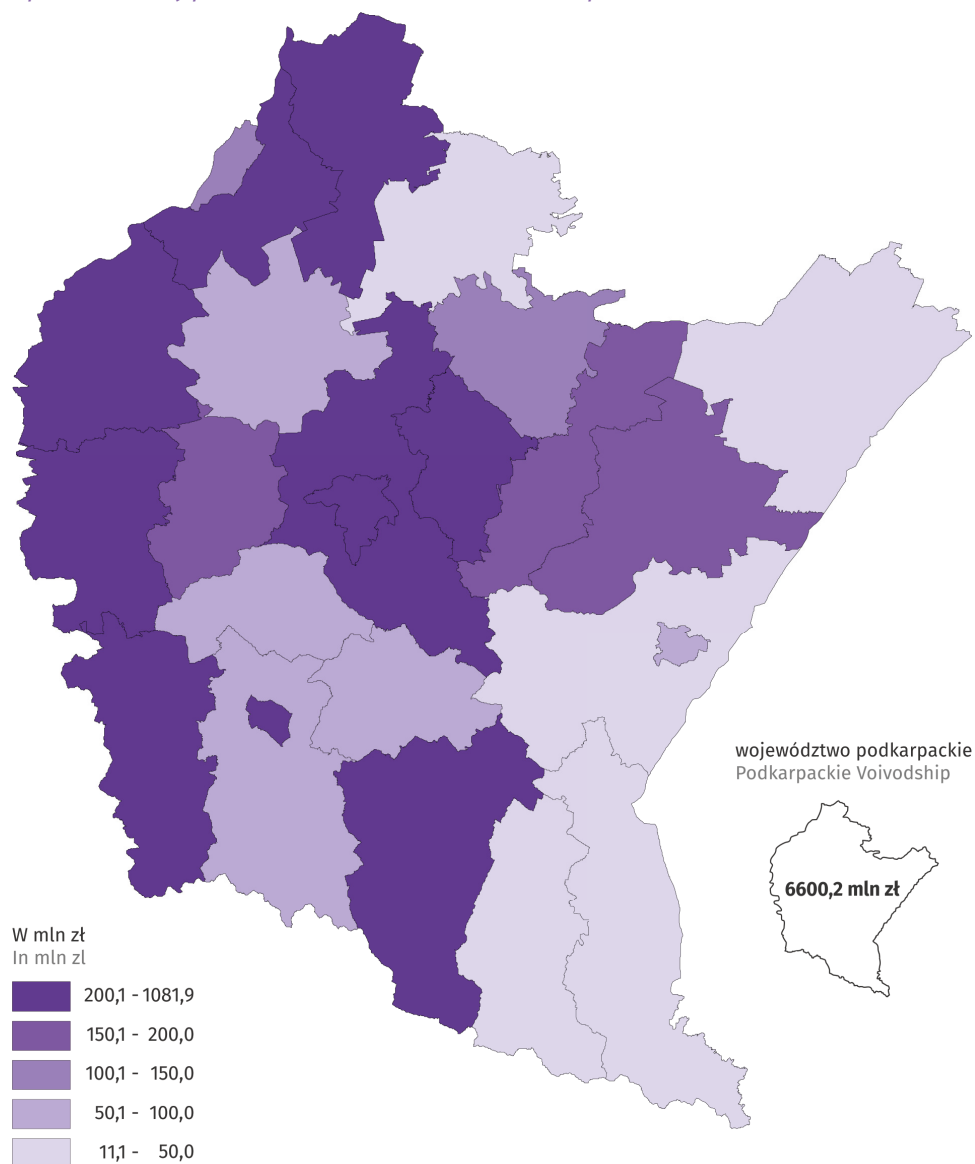 województwo podkarpackie
Podkarpackie Voivodship
6600,2 mln zł
W mln zł
In mln zl
200,1 - 1081,9
150,1 - 200,0
100,1 - 150,0
50,1 - 100,0
11,1 - 50,0